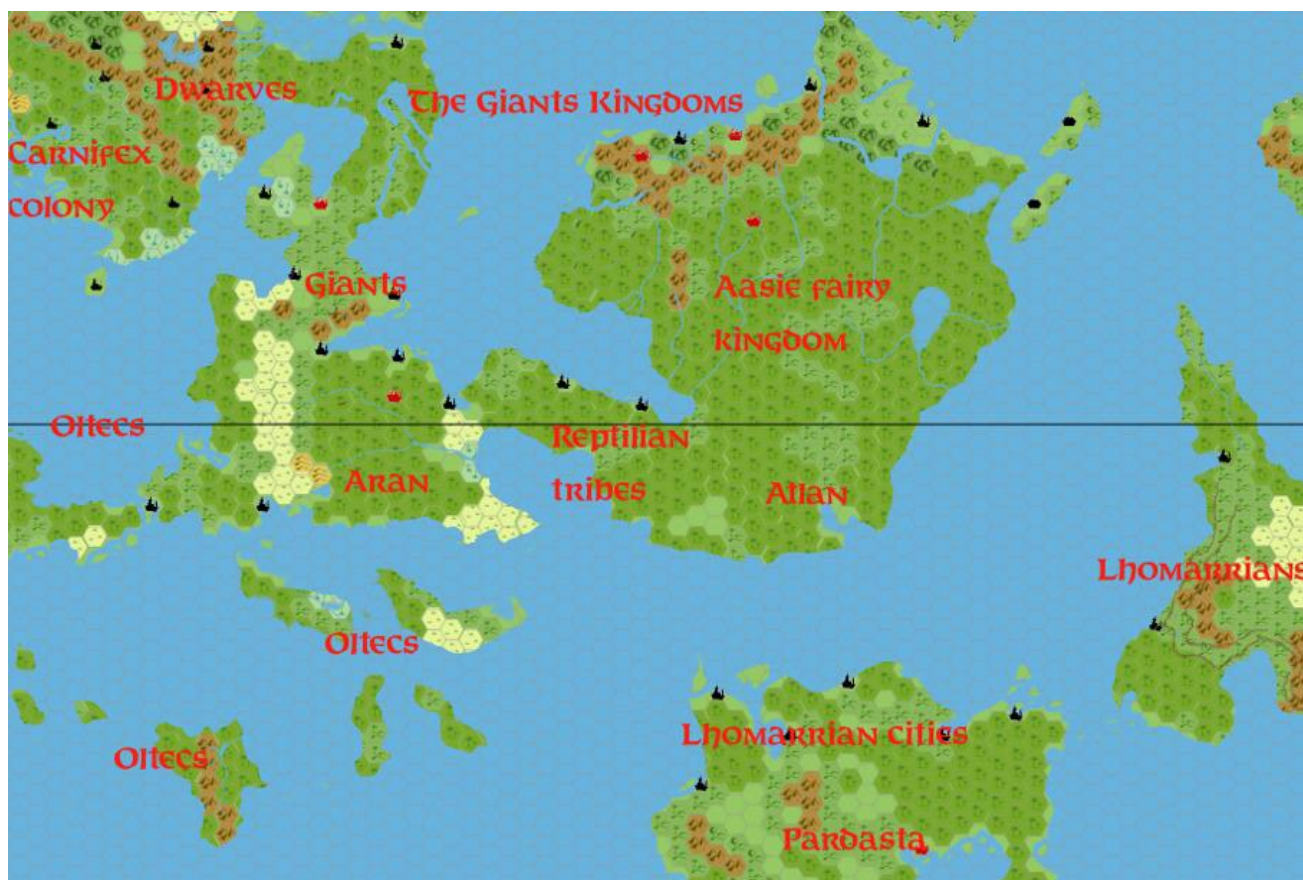 Dwarves
The Giants Kingdoms
Carnifex
colony
Giants
Aasie fairy
kingdom
Oltecs
Reptilian
tribes
Aran
Atlan
Lhomarrians
Oltecs
Lhomarrian cities
Oltecs
Pardasta